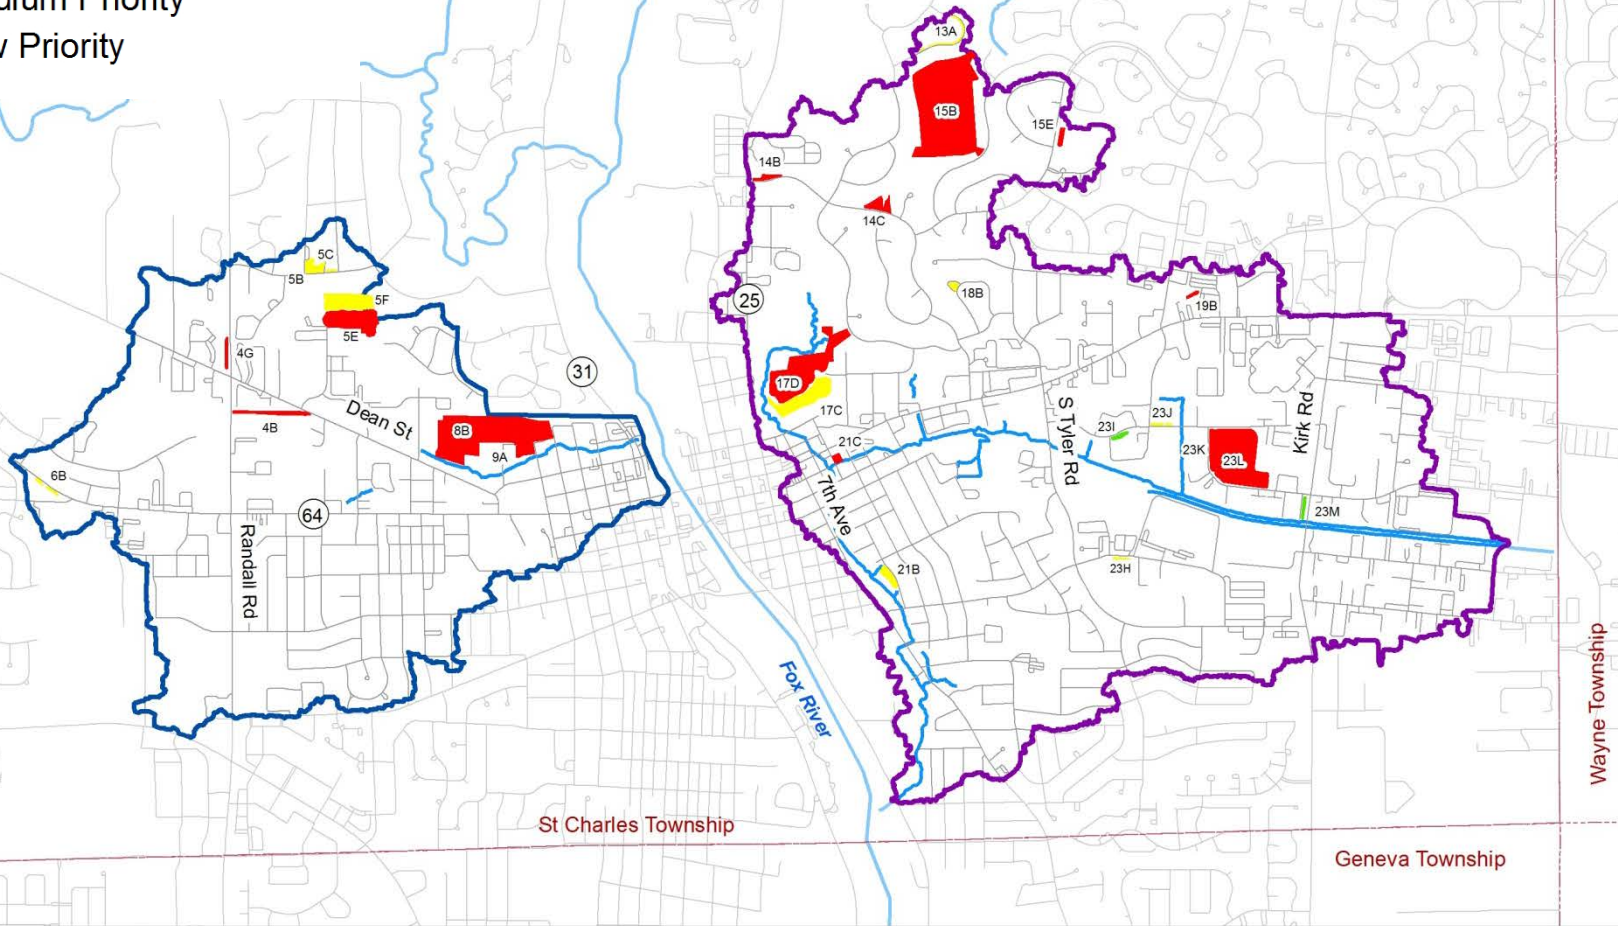 Priority
Priority
13A
15B
15E
14B
14C
5C
5B
5F
5E
25
18B
19B
4G
31
17D
17C
4B
Dean St
8B
9A
21C
S Tyler Rd
23J
23I
23K
23L
Kirk Rd
6B
64
7th Ave
23M
Randall Rd
21B
23H
Fox River
Wayne Township
St Charles Township
Geneva Township